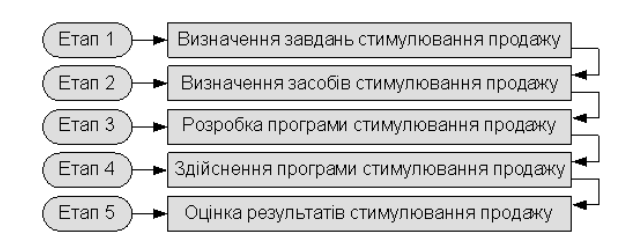 Етап 1 Визначення завдань стимулювання продажу
Етап 2 Визначення засобів стимулювання продажу
Етап 3 Розробка програми стимулювання продажу
Етап 4 Здійснення програми стимулювання продажу
Етап 5 Оцінка результатів стимулювання продажу